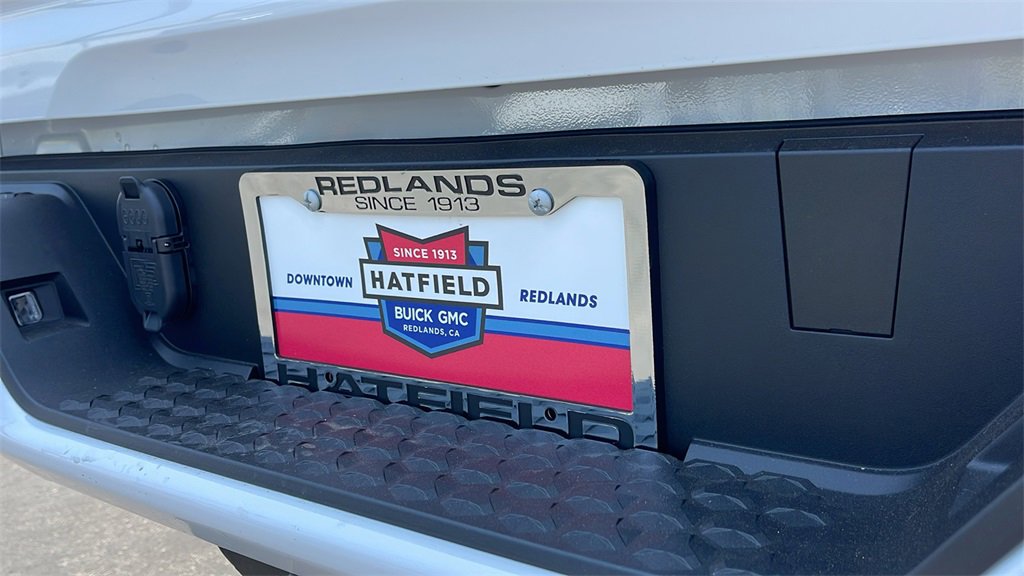 REDLANDS
SINCE 1913
SINCE 1913
DOWNTOWN HATFIELD REDLANDS
BUICK GMC
REDLANDS, CA
HATFIELD